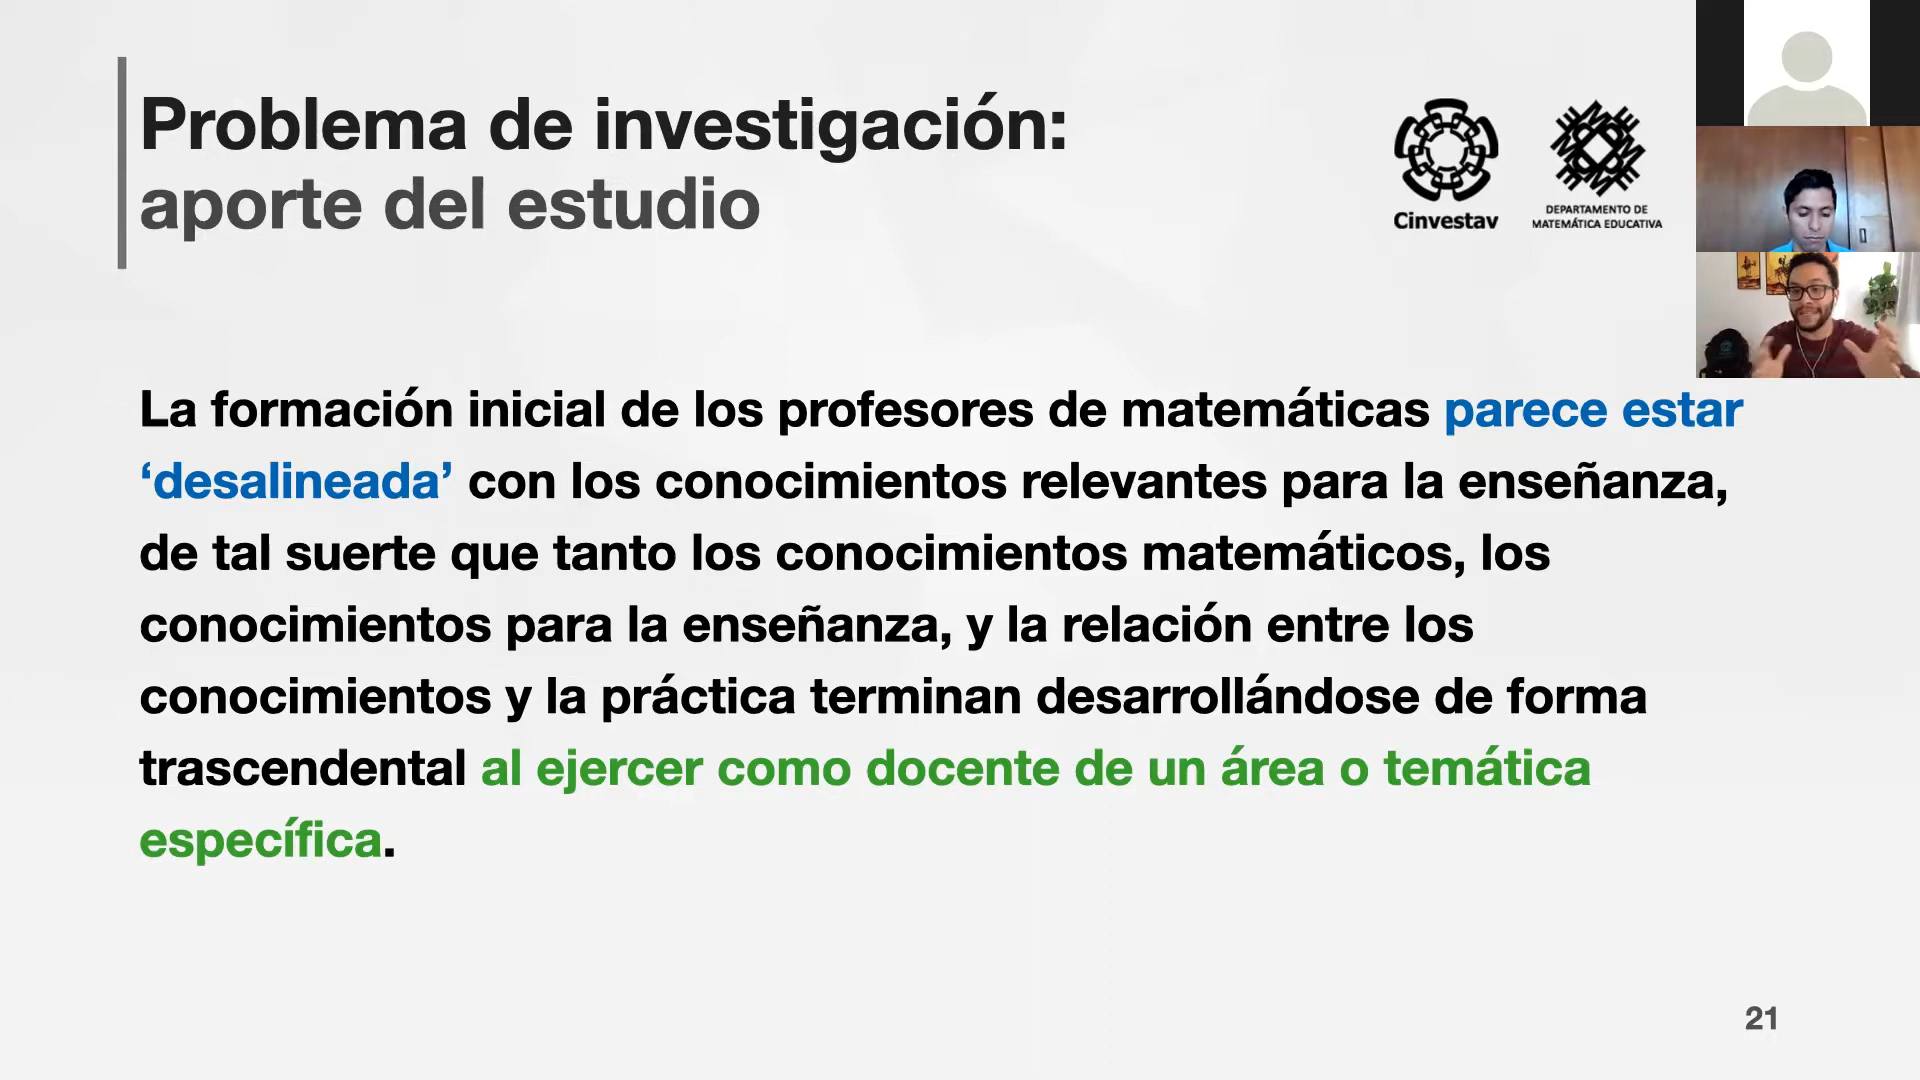 Problema de investigación:
aporte del estudio
Cinvestav
DEPARTAMENTO DE
MATEMÁTICA EDUCATIVA
La formación inicial de los profesores de matemáticas parece estar
‘desalineada’ con los conocimientos relevantes para la enseñanza,
de tal suerte que tanto los conocimientos matemáticos, los
conocimientos para la enseñanza, y la relación entre los
conocimientos y la práctica terminan desarrollándose de forma
trascendental al ejercer como docente de un área o temática
específica.
21